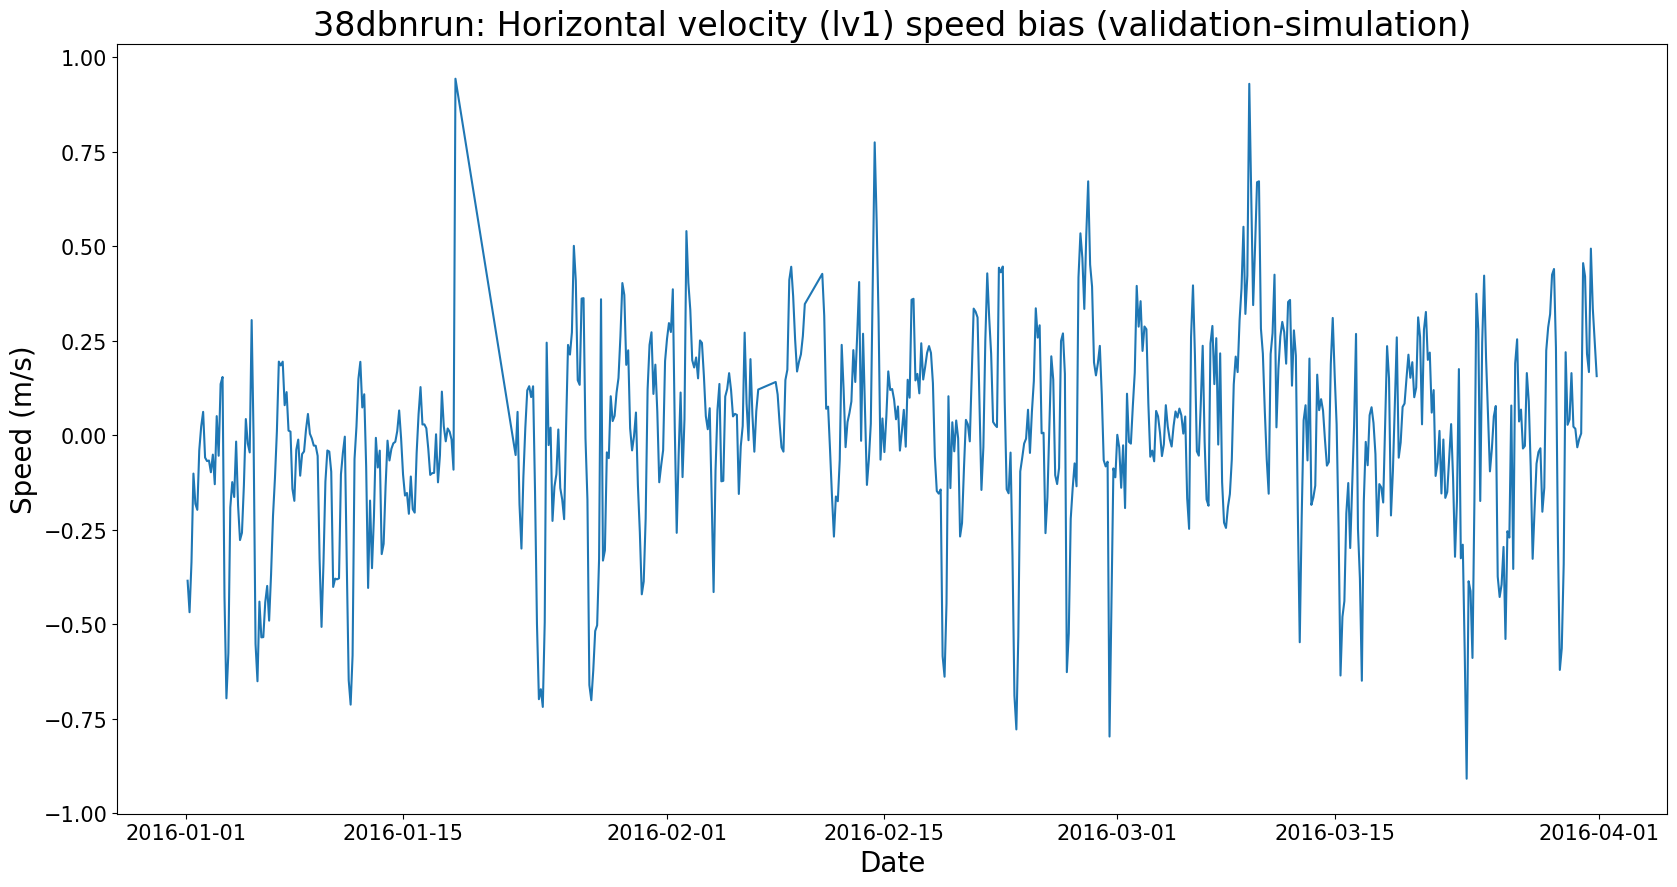 38dbnrun: Horizontal velocity (lv1) speed bias (validation-simulation)
1.00
0.75
0.50
0.25
0.00
−0.25
−0.50
−0.75
−1.00
Speed (m/s)
2016-01-01 2016-01-15 2016-02-01 2016-02-15 2016-03-01 2016-03-15 2016-04-01
Date